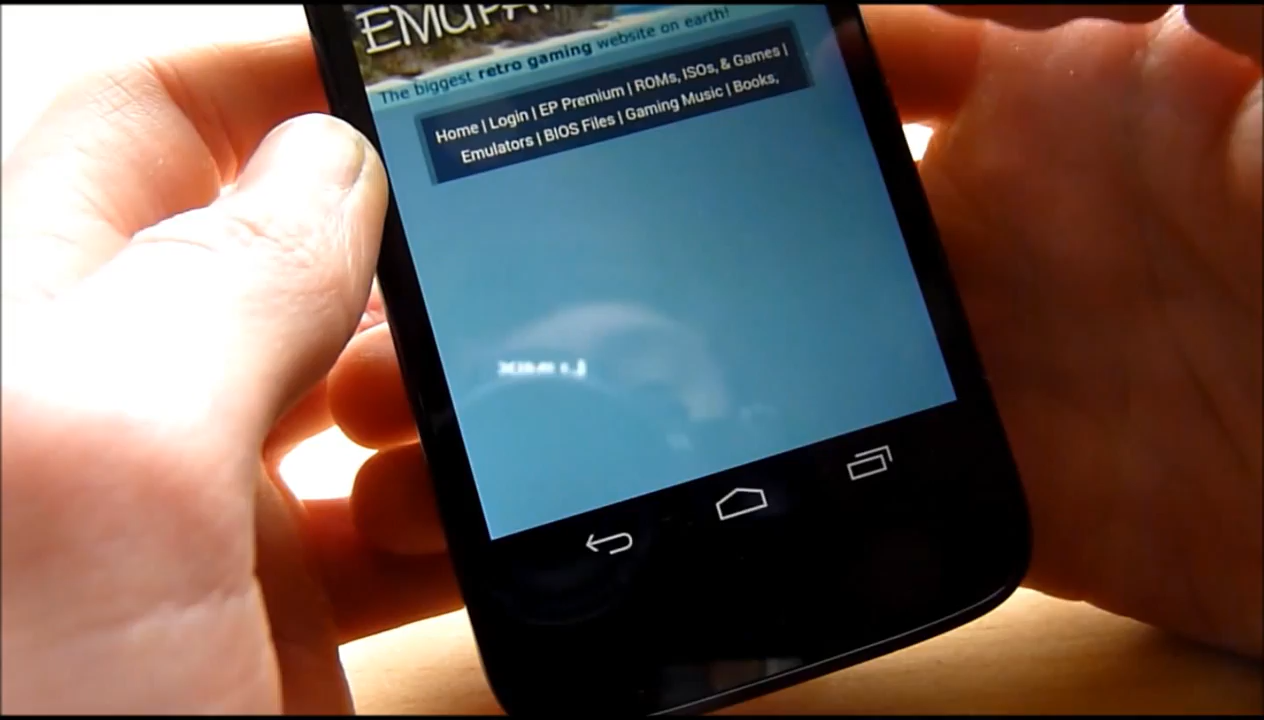 The biggest retro gaming website on earth!
Home | Login | EP Premium | ROMs, ISOs, & Games |
Emulators | BIOS Files | Gaming Music | Books,